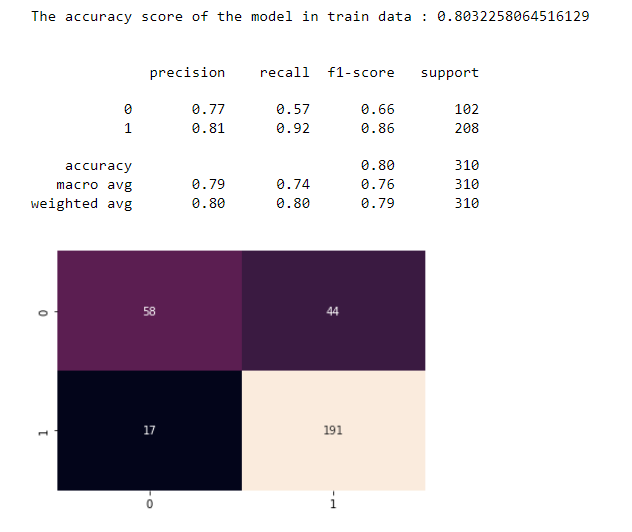 The accuracy score of the model in train data : 0.8032258064516129
precision recall f1-score support
0 0.77 0.57 0.66 102
1 0.81 0.92 0.86 208
accuracy 0.80 310
macro avg 0.79 0.74 0.76 310
weighted avg 0.80 0.80 0.79 310
0 58 44
1 17 191
0 1